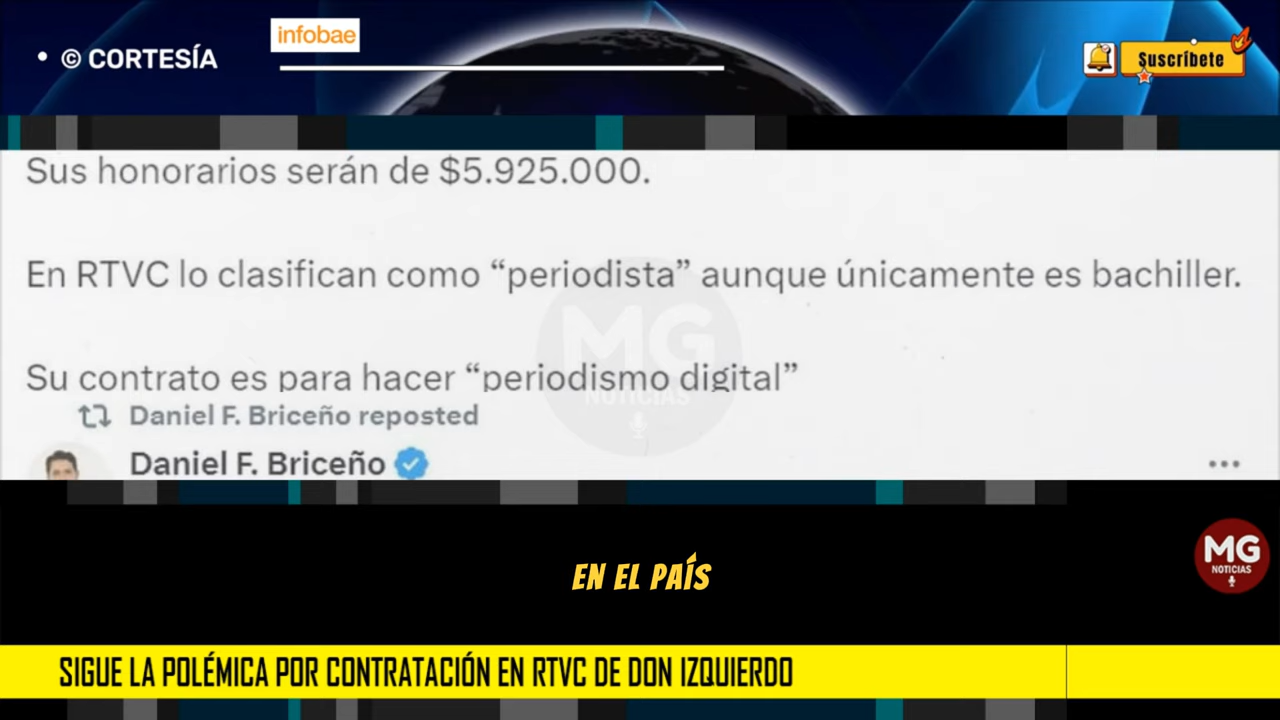 infobae
• © CORTESÍA
Suscríbete
Sus honorarios serán de $5.925.000.
En RTVC lo clasifican como “periodista” aunque únicamente es bachiller.
Su contrato es para hacer “periodismo digital”
Daniel F. Briceño reposted
Daniel F. Briceño
MG
NOTICIAS
EN EL PAÍS
MG
NOTICIAS
SIGUE LA POLÉMICA POR CONTRATACIÓN EN RTVC DE DON IZQUIERDO